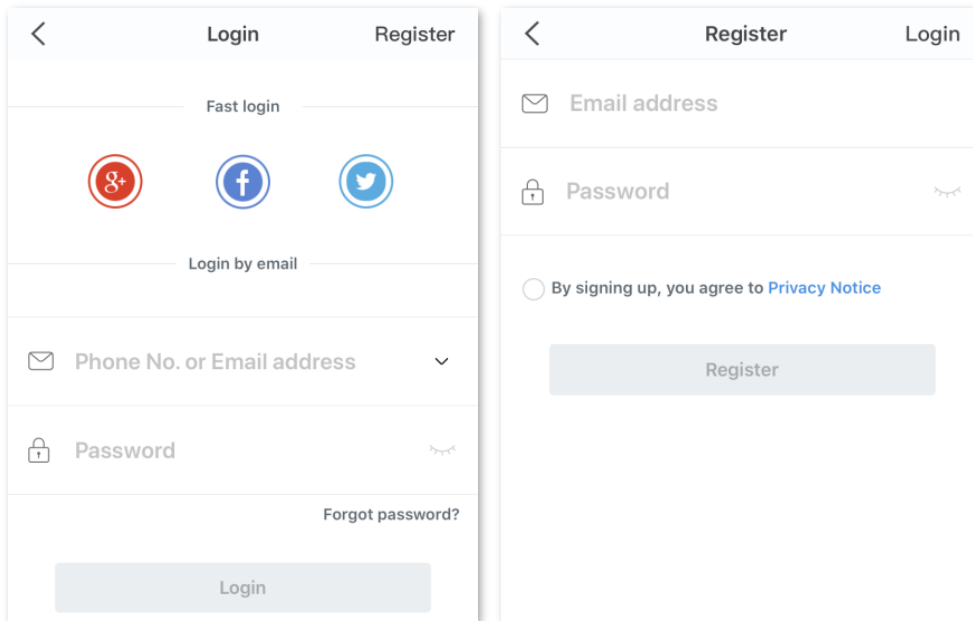 Login Register
Fast login
g+ f
Login by email
Phone No. or Email address
Password
Forgot password?
Login
Register Login
Email address
Password
By signing up, you agree to Privacy Notice
Register